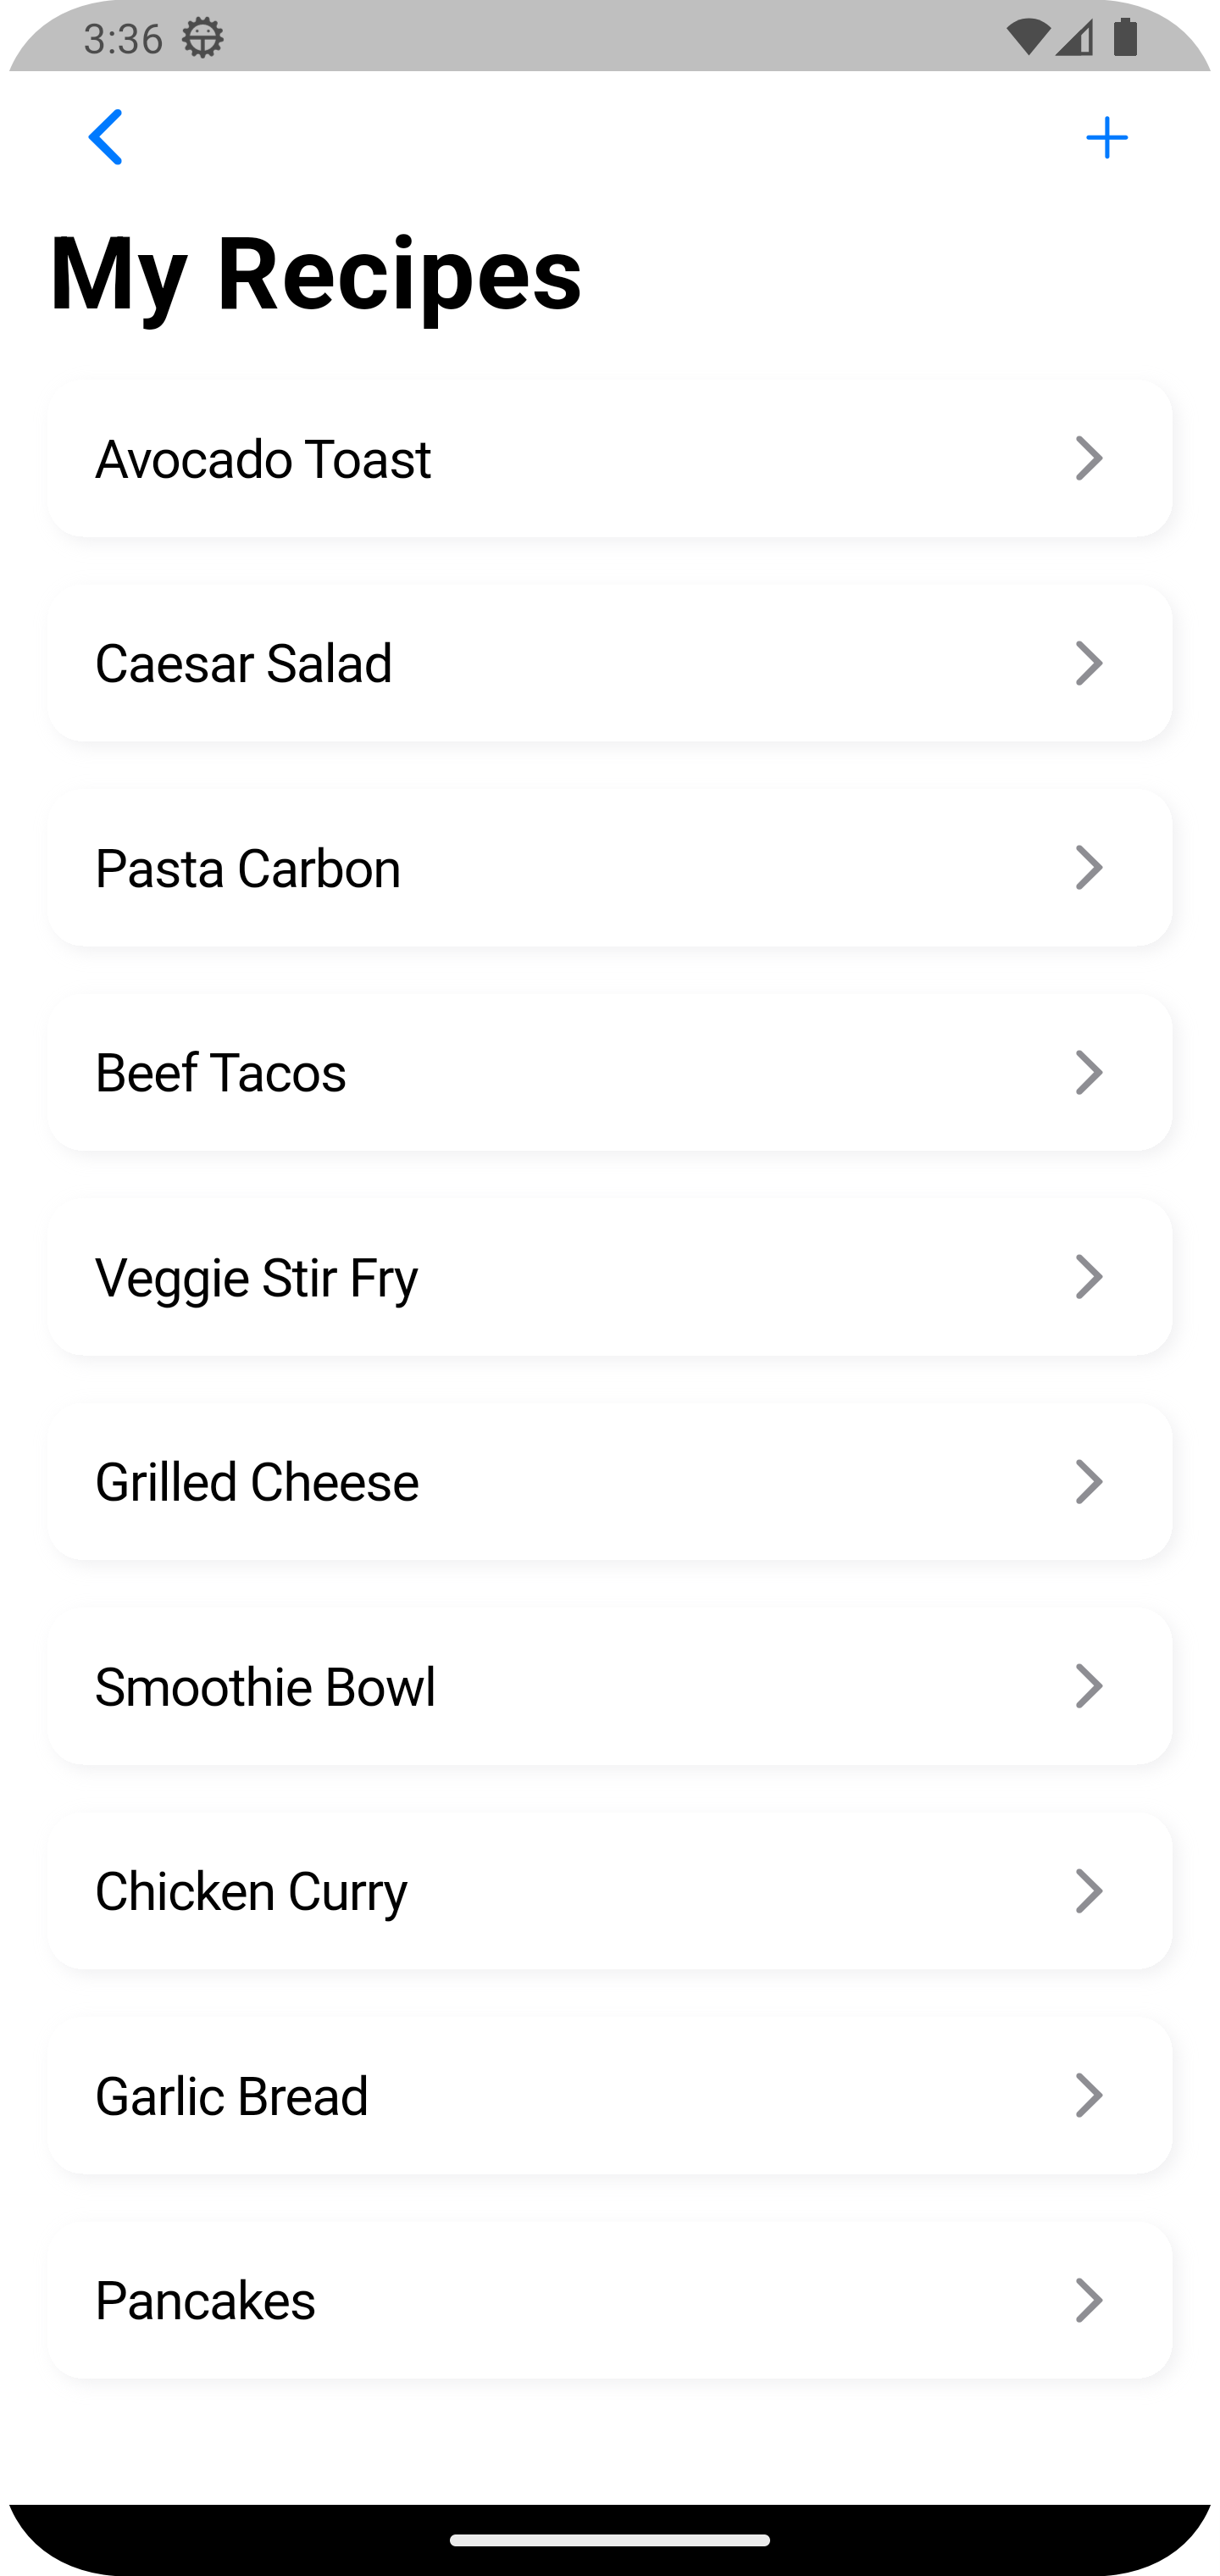 3:36
My Recipes
Avocado Toast
Caesar Salad
Pasta Carbon
Beef Tacos
Veggie Stir Fry
Grilled Cheese
Smoothie Bowl
Chicken Curry
Garlic Bread
Pancakes